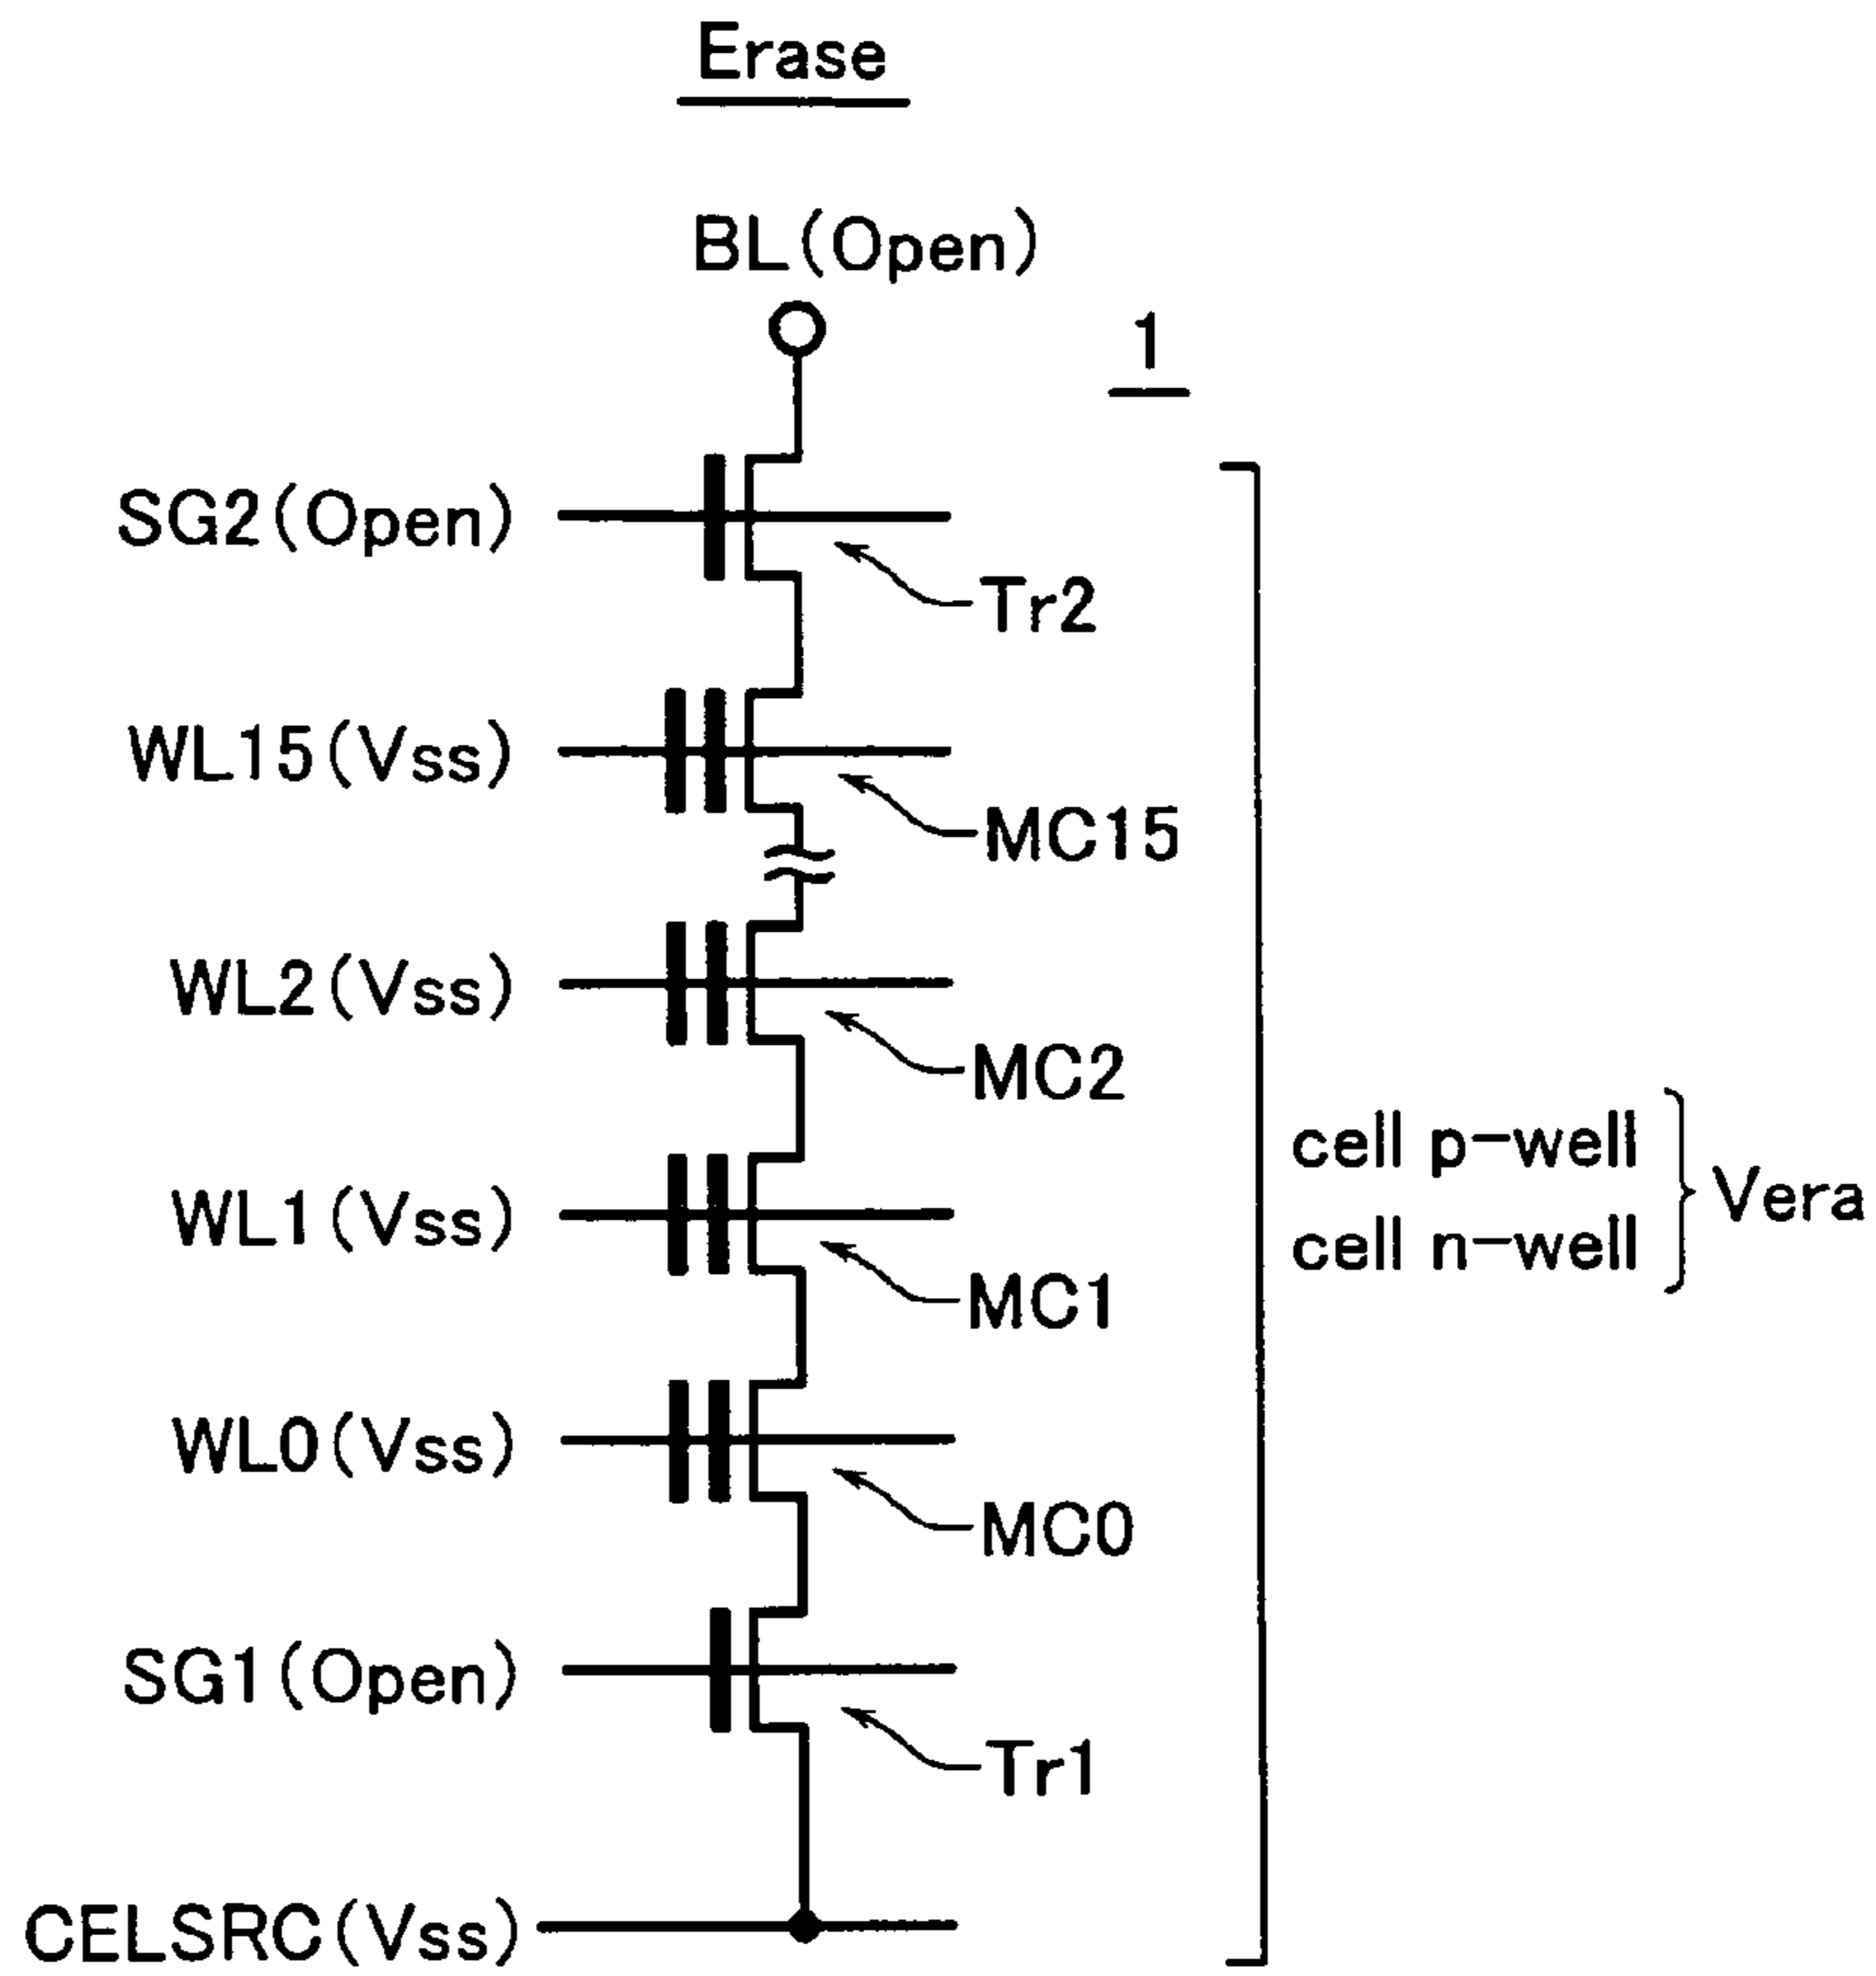 Erase
BL(Open)
1
SG2(Open)
Tr2
WL15(Vss)
MC15
WL2(Vss)
MC2
cell p-well
cell n-well
Vera
WL1(Vss)
MC1
WL0(Vss)
MC0
SG1(Open)
Tr1
CELSRC(Vss)